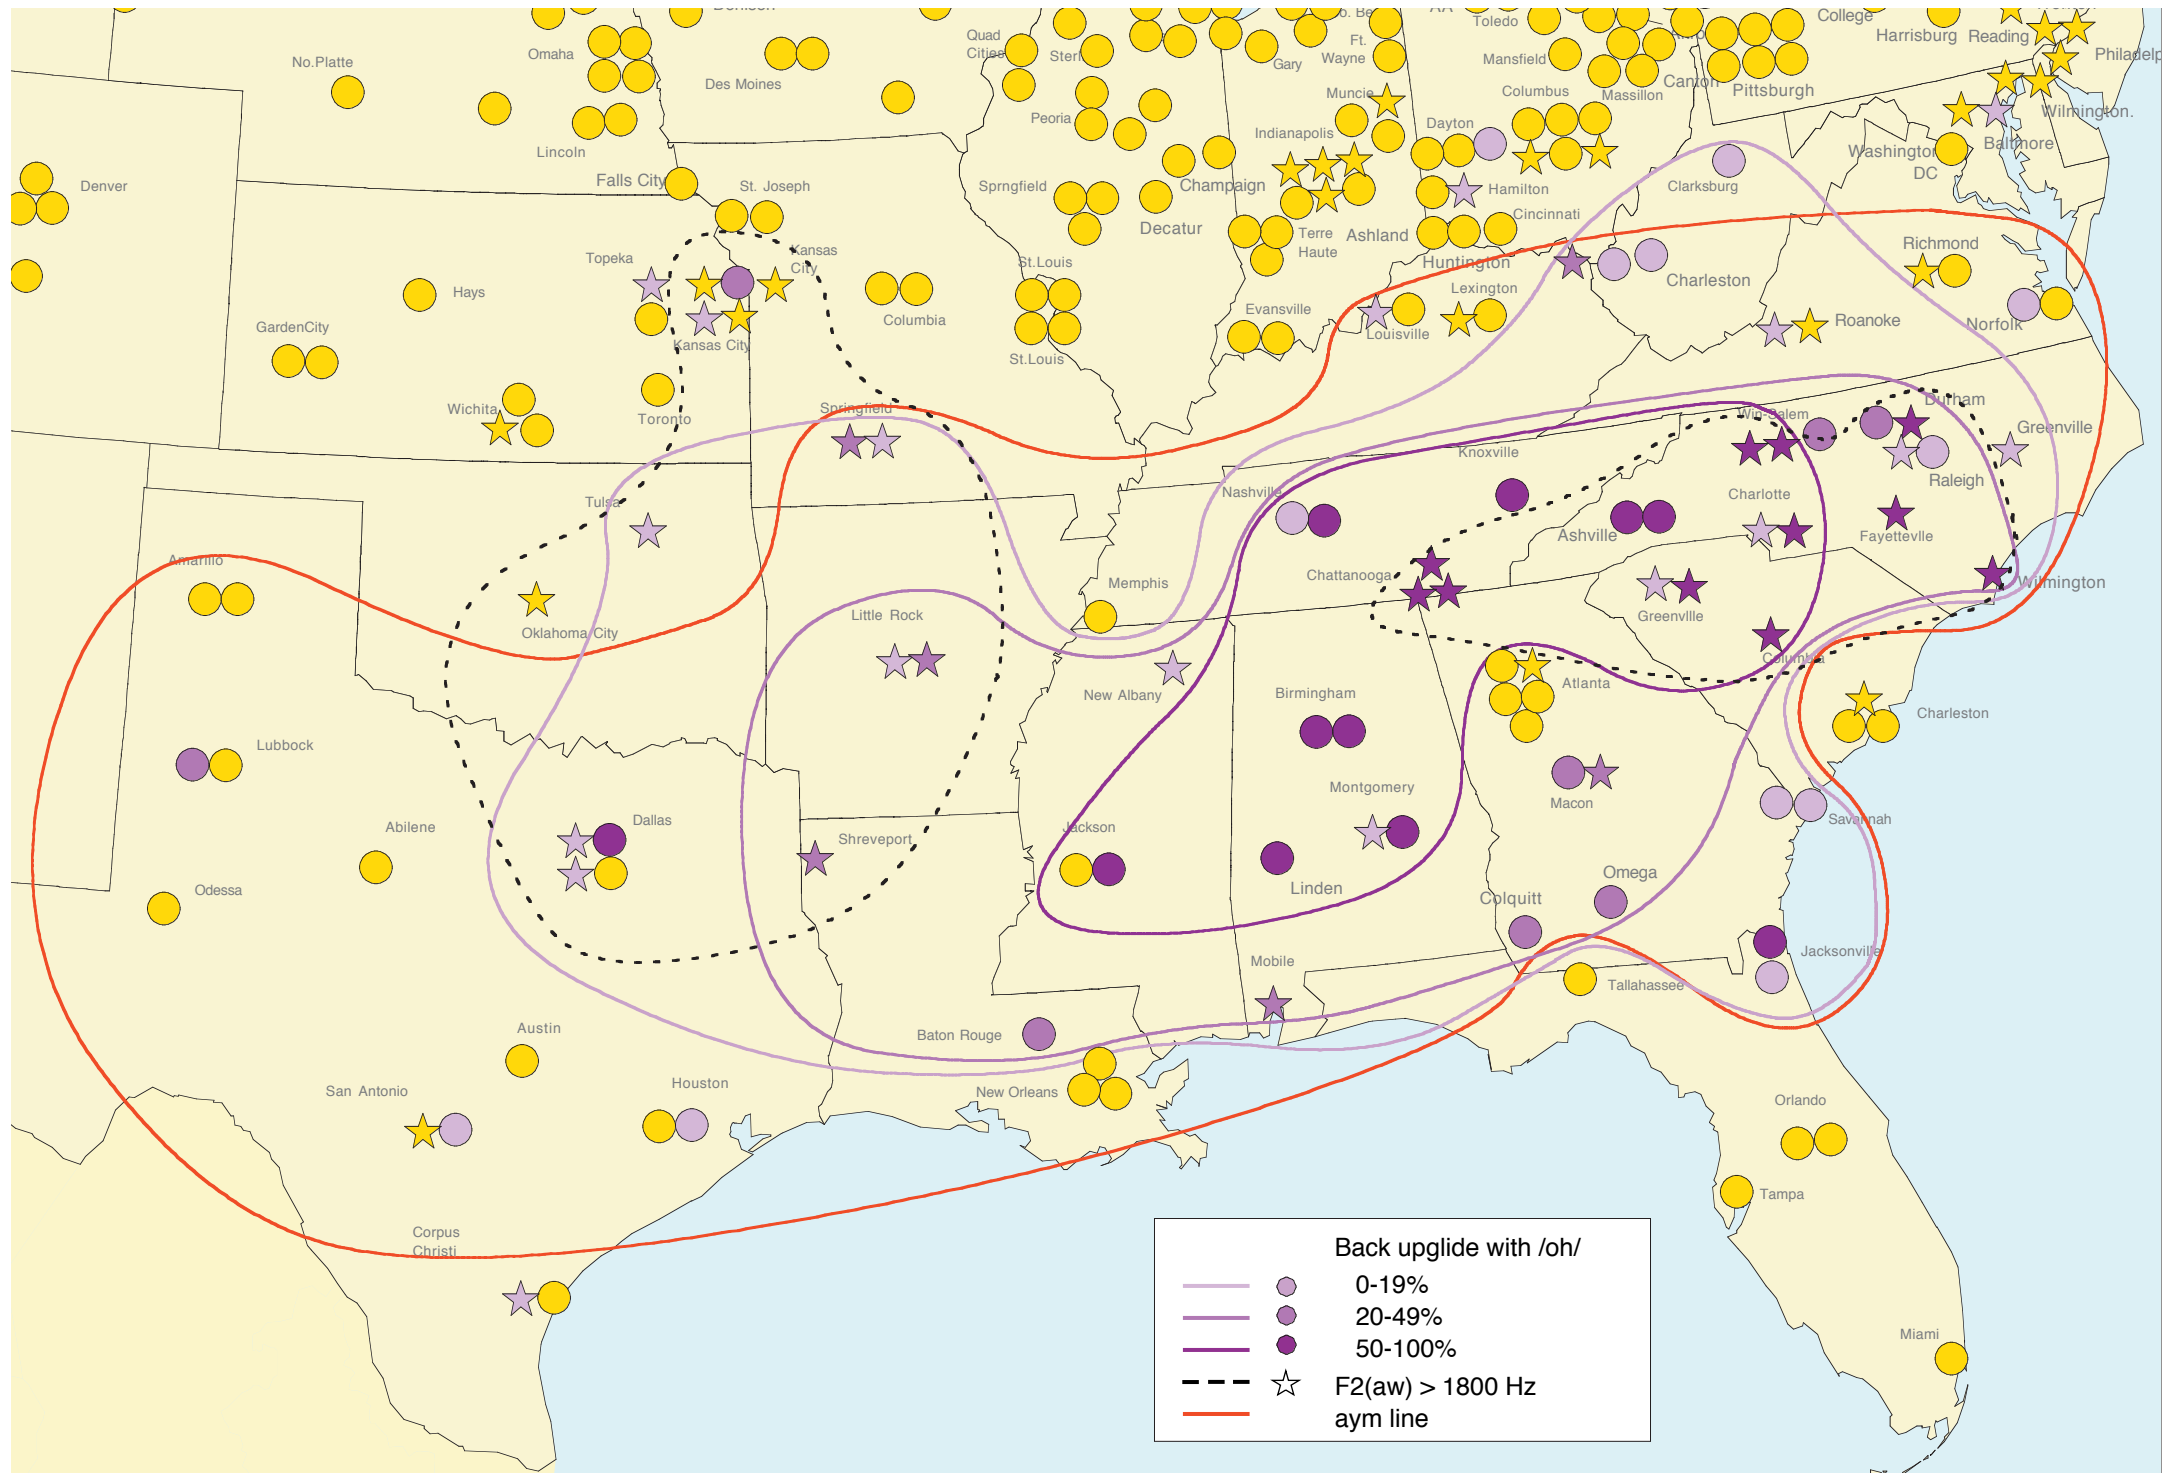 Denison
Toledo
College
Harrisburg
Reading
Philadelp
Quad
Cities
Omaha
No.Platte
Des Moines
Gary
Ft.
Wayne
Mansfield
Canton
Pittsburgh
Massillon
Columbus
Muncie
Peoria
Wilmington.
Baltimore
Washington
DC
Indianapolis
Dayton
Lincoln
Denver
Falls City
St. Joseph
Sprngfield
Champaign
Decatur
Hamilton
Cincinnati
Clarksburg
Terre
Haute
Ashland
Huntington
Charleston
Richmond
Topeka
Kansas
City
St.Louis
Hays
GardenCity
Columbia
Kansas City
St.Louis
Evansville
Louisville
Lexington
Roanoke
Norfolk
Wichita
Toronto
Springfield
Win-Salem
Durham
Greenville
Knoxville
Raleigh
Tulsa
Nashville
Charlotte
Ashville
Fayettevlle
Amarillo
Memphis
Chattanooga
Wilmington
Oklahoma City
Little Rock
Greenvllle
Columbia
New Albany
Birmingham
Atlanta
Charleston
Lubbock
Montgomery
Macon
Abilene
Dallas
Shreveport
Jackson
Savannah
Odessa
Linden
Colquitt
Omega
Mobile
Tallahassee
Jacksonville
Austin
Baton Rouge
San Antonio
Houston
New Orleans
Orlando
Tampa
Corpus
Christi
Miami
Back upglide with /oh/
0-19%
20-49%
50-100%
F2(aw) > 1800 Hz
aym line